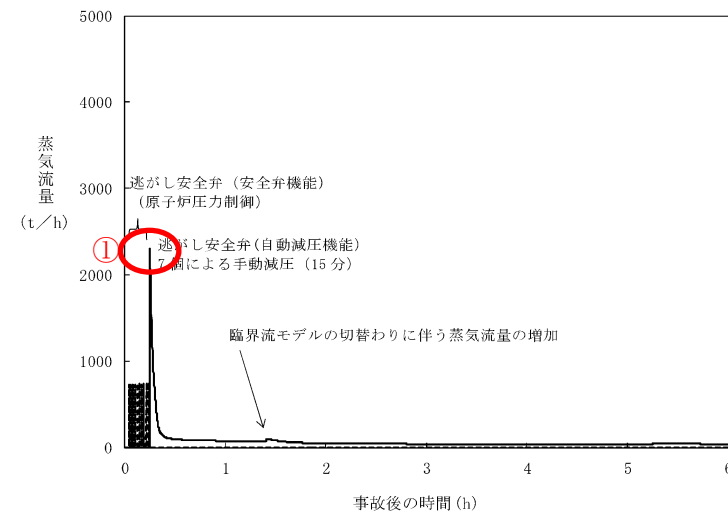 5000
4000
蒸気流量
(t/h)
3000
逃がし安全弁 (安全弁機能)
(原子炉圧力制御)
①
逃がし安全弁(自動減圧機能)
7個による手動減圧 (15分)
2000
臨界流モデルの切替わりに伴う蒸気流量の増加
1000
0
0 1 2 3 4 5 6
事故後の時間(h)